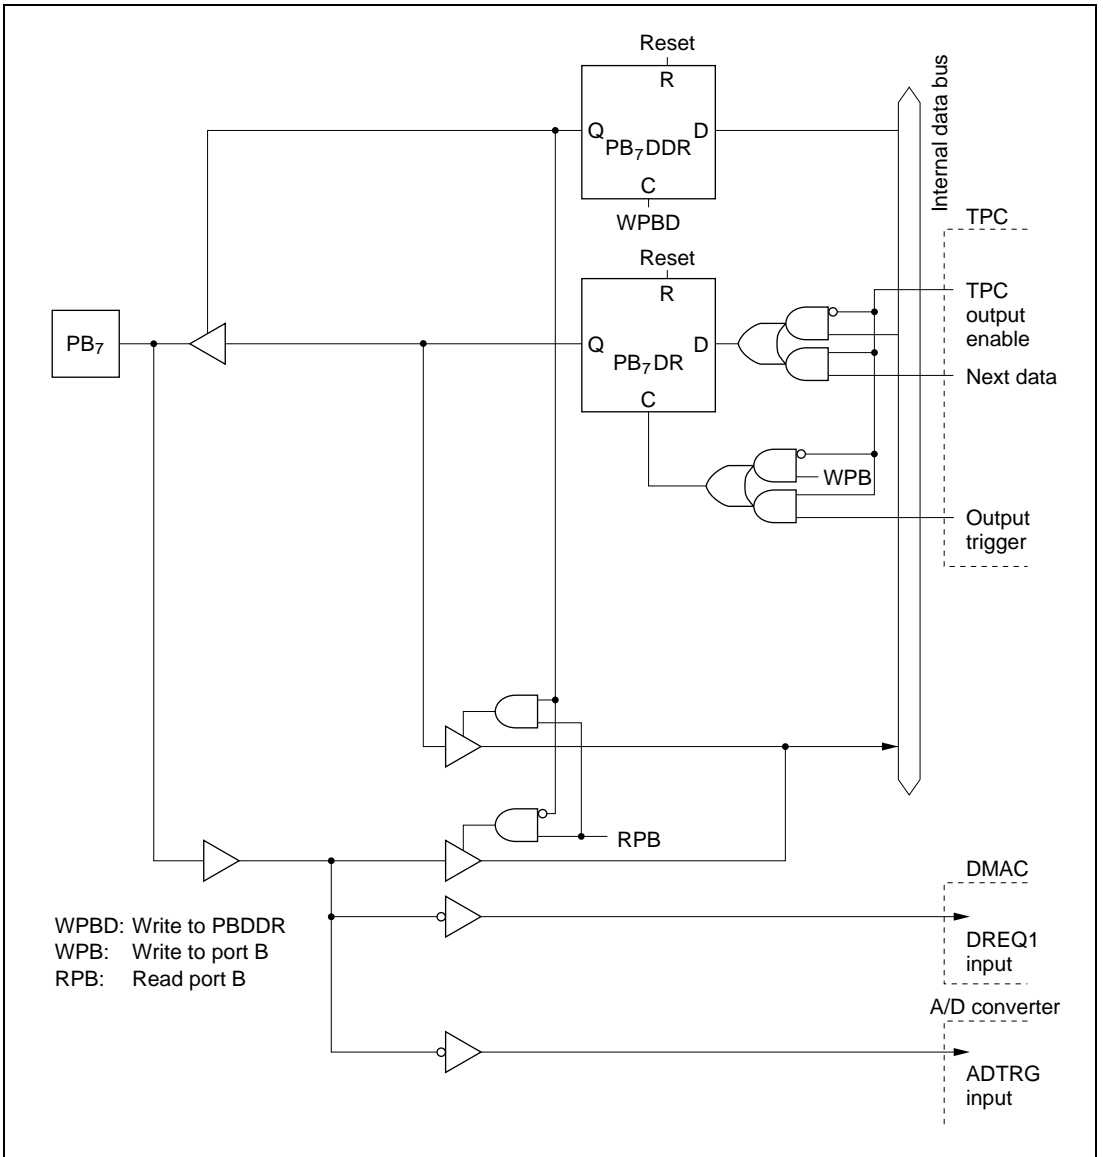 Reset
R
Q
D
PB7DDR
C
WPBD
Internal data bus
TPC
Reset
R
Q
D
PB7DR
C
PB7
TPC
output
enable
Next data
WPB
Output
trigger
RPB
DMAC
DREQ1
input
A/D converter
ADTRG
input
WPBD: Write to PBDDR
WPB: Write to port B
RPB: Read port B